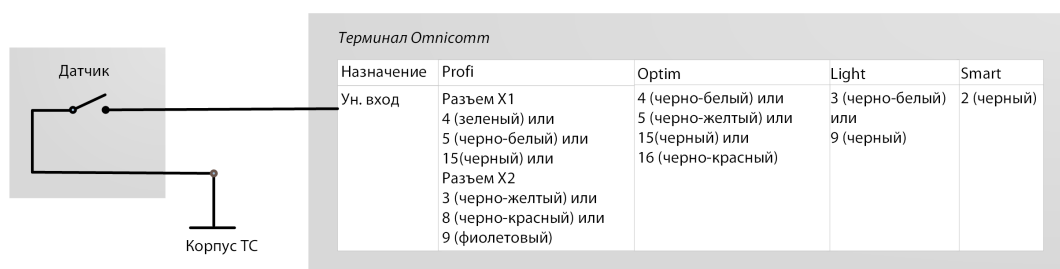 Терминал Omnicomm
Датчик
Назначение Profi Optim Light Smart
Ун. вход Разъем X1 4 (черно-белый) или 3 (черно-белый) 2 (черный)
4 (зеленый) или 5 (черно-желтый) или или
5 (черно-белый) или 15(черный) или 9 (черный)
15(черный) или 16 (черно-красный)
Разъем X2
3 (черно-желтый) или
8 (черно-красный) или
9 (фиолетовый)
Корпус ТС